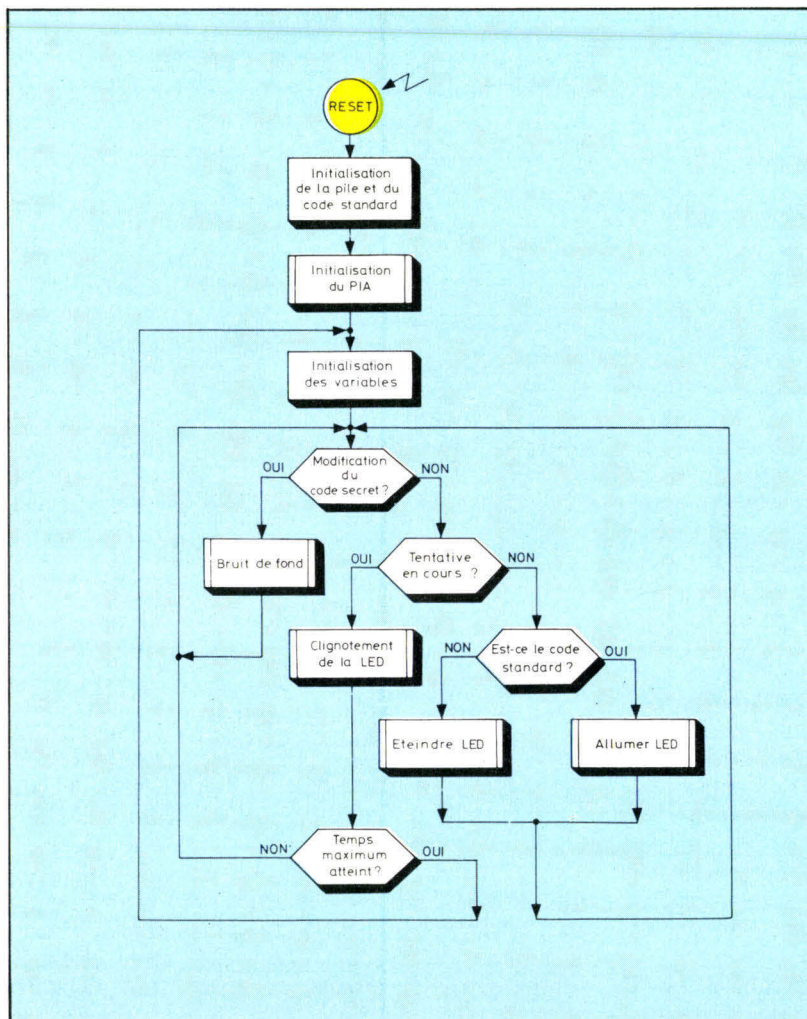 RESET
Initialisation
de la pile et du
code standard
Initialisation
du PIA
Initialisation
des variables
Modification
du
code secret ?
OUI
NON
Bruit de fond
Tentative
en cours ?
OUI
NON
Clignotement
de la LED
Est-ce le code
standard ?
NON
OUI
Eteindre LED
Allumer LED
Temps
maximum
atteint ?
NON
OUI